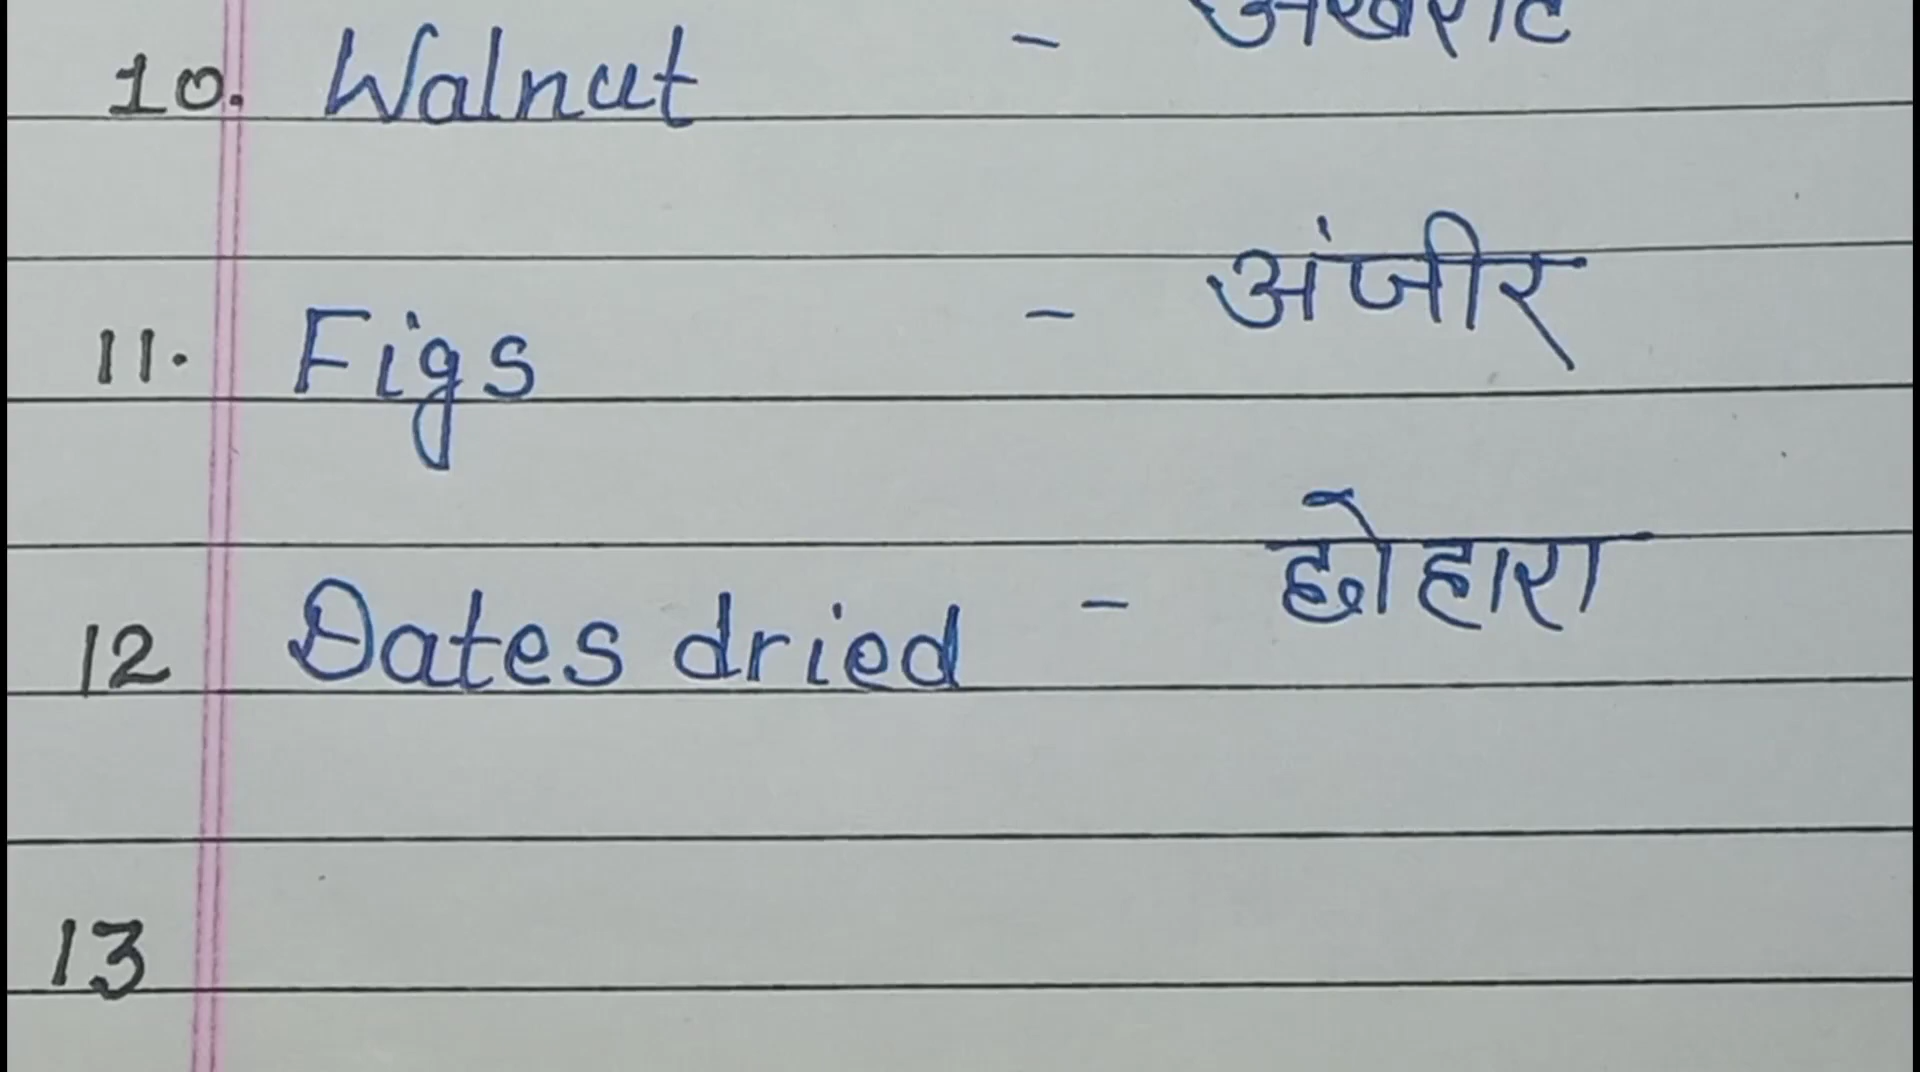 10. Walnut - अखरोट
11. Figs - अंजीर
12 Dates dried - छोहारा
13